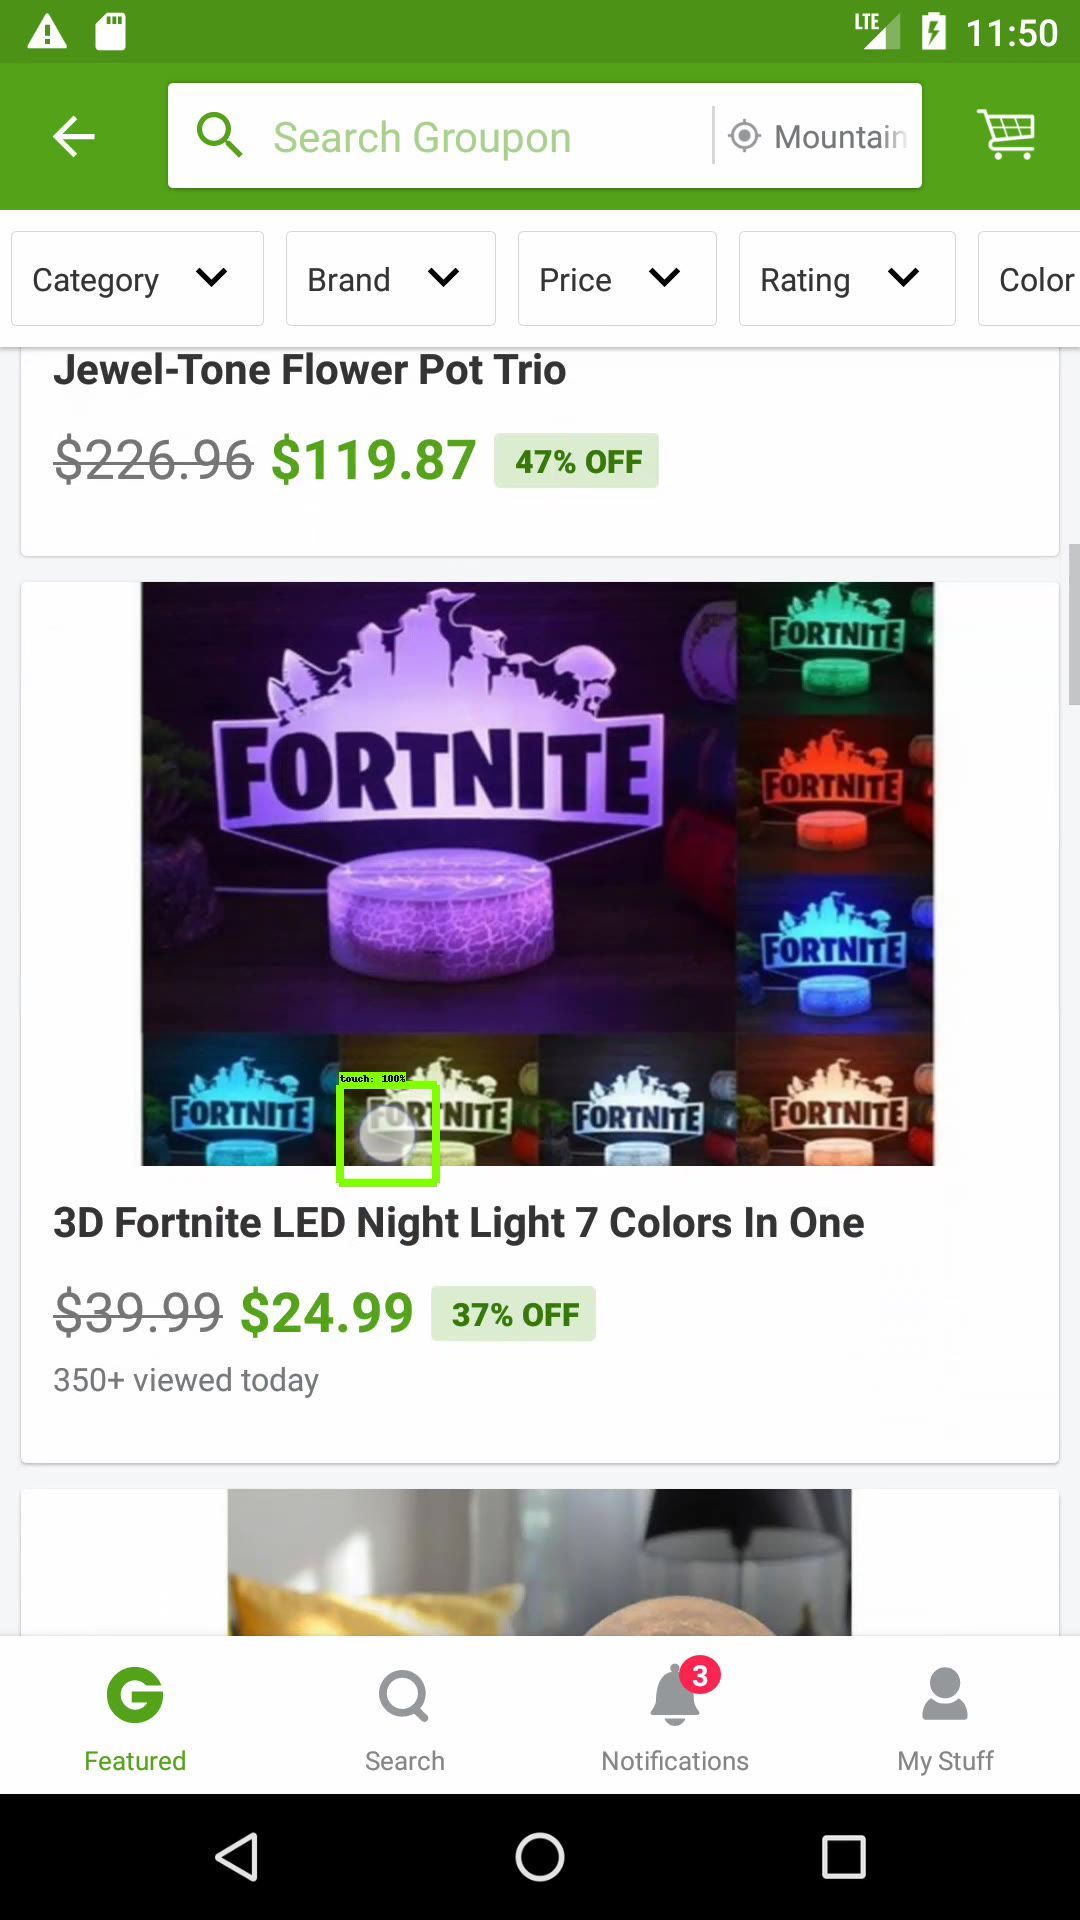 LTE 11:50
Search Groupon Mountain
Category Brand Price Rating Color
Jewel-Tone Flower Pot Trio
$226.96 $119.87 47% OFF
FORTNITE FORTNITE
FORTNITE
FORTNITE
touch: 100%
FORTNITE FORTNITE FORTNITE FORTNITE
3D Fortnite LED Night Light 7 Colors In One
$39.99 $24.99 37% OFF
350+ viewed today
G 3
Featured Search Notifications My Stuff